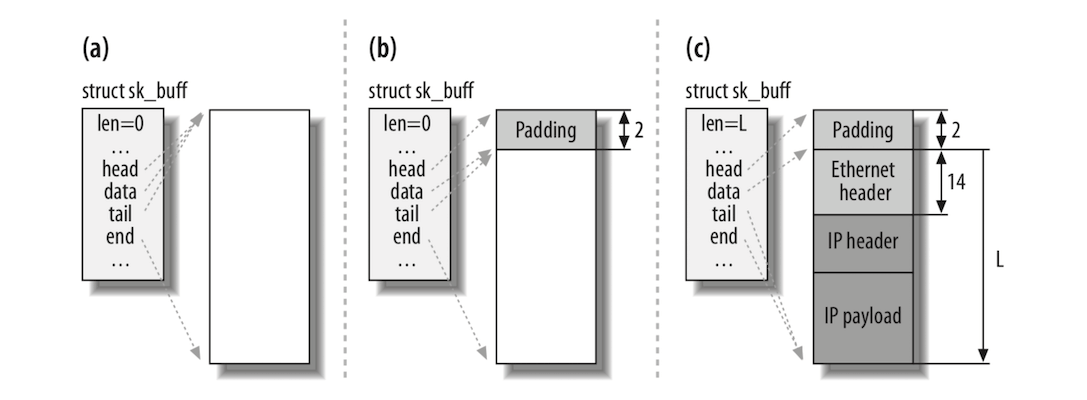 (a)
struct sk_buff
len=0
...
head
data
tail
end
...
(b)
struct sk_buff
len=0
...
head
data
tail
end
...
Padding
2
(c)
struct sk_buff
len=L
...
head
data
tail
end
...
Padding
2
Ethernet
header
14
IP header
IP payload
L